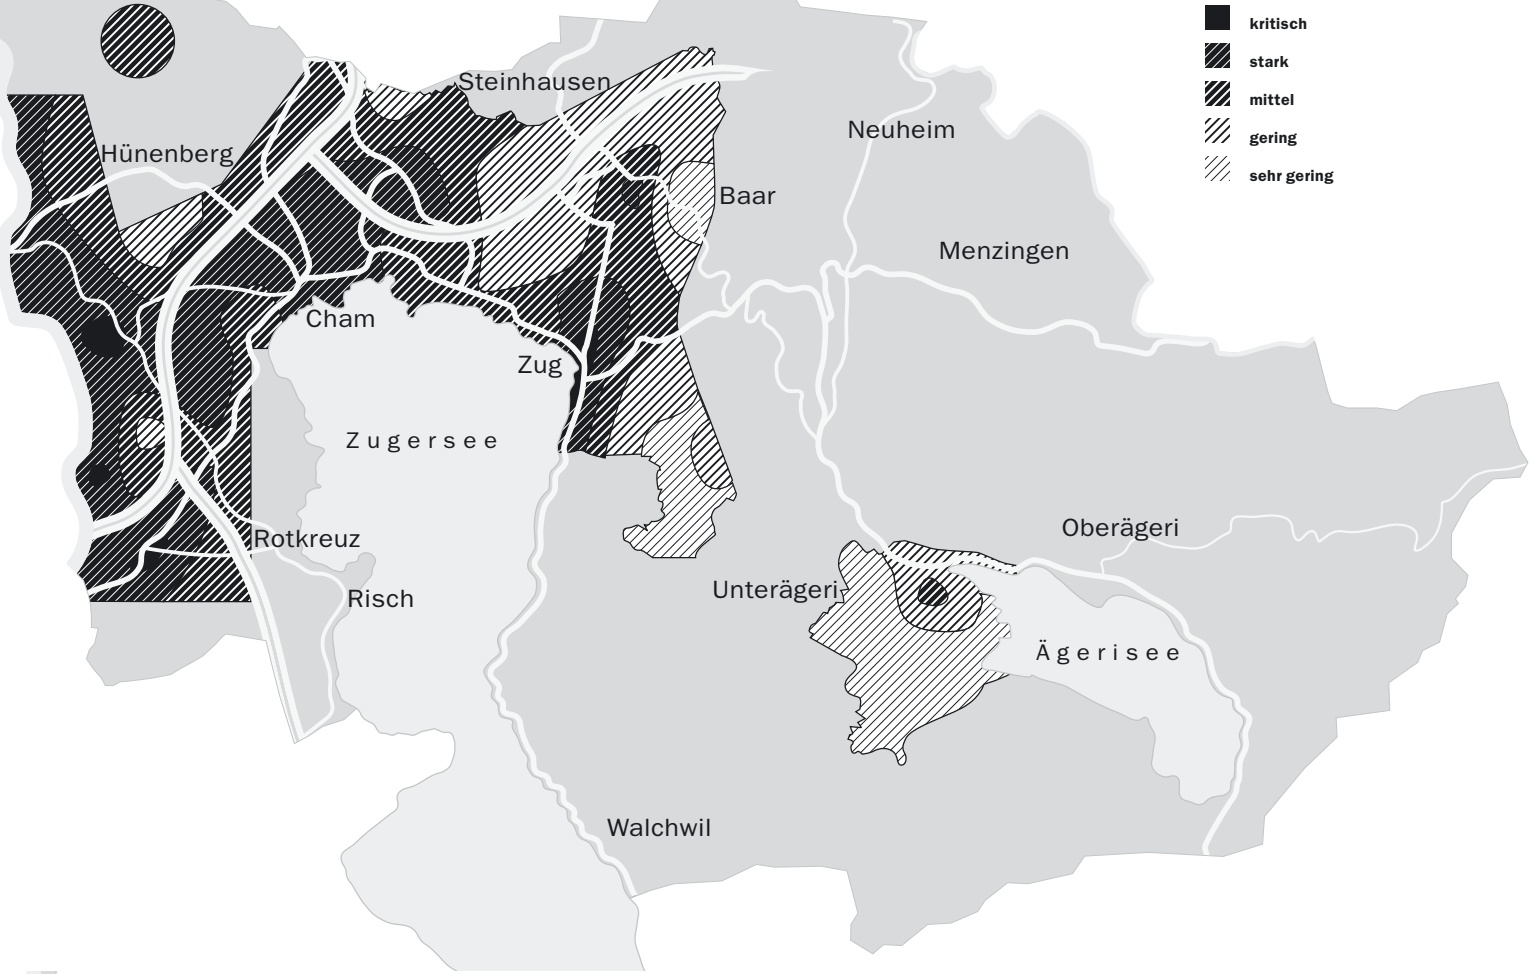 kritisch
stark
mittel
gering
sehr gering
Steinhausen
Neuheim
Hünenberg
Baar
Menzingen
Cham
Zug
Zugersee
Oberägeri
Rotkreuz
Unterägeri
Risch
Ägerisee
Walchwil